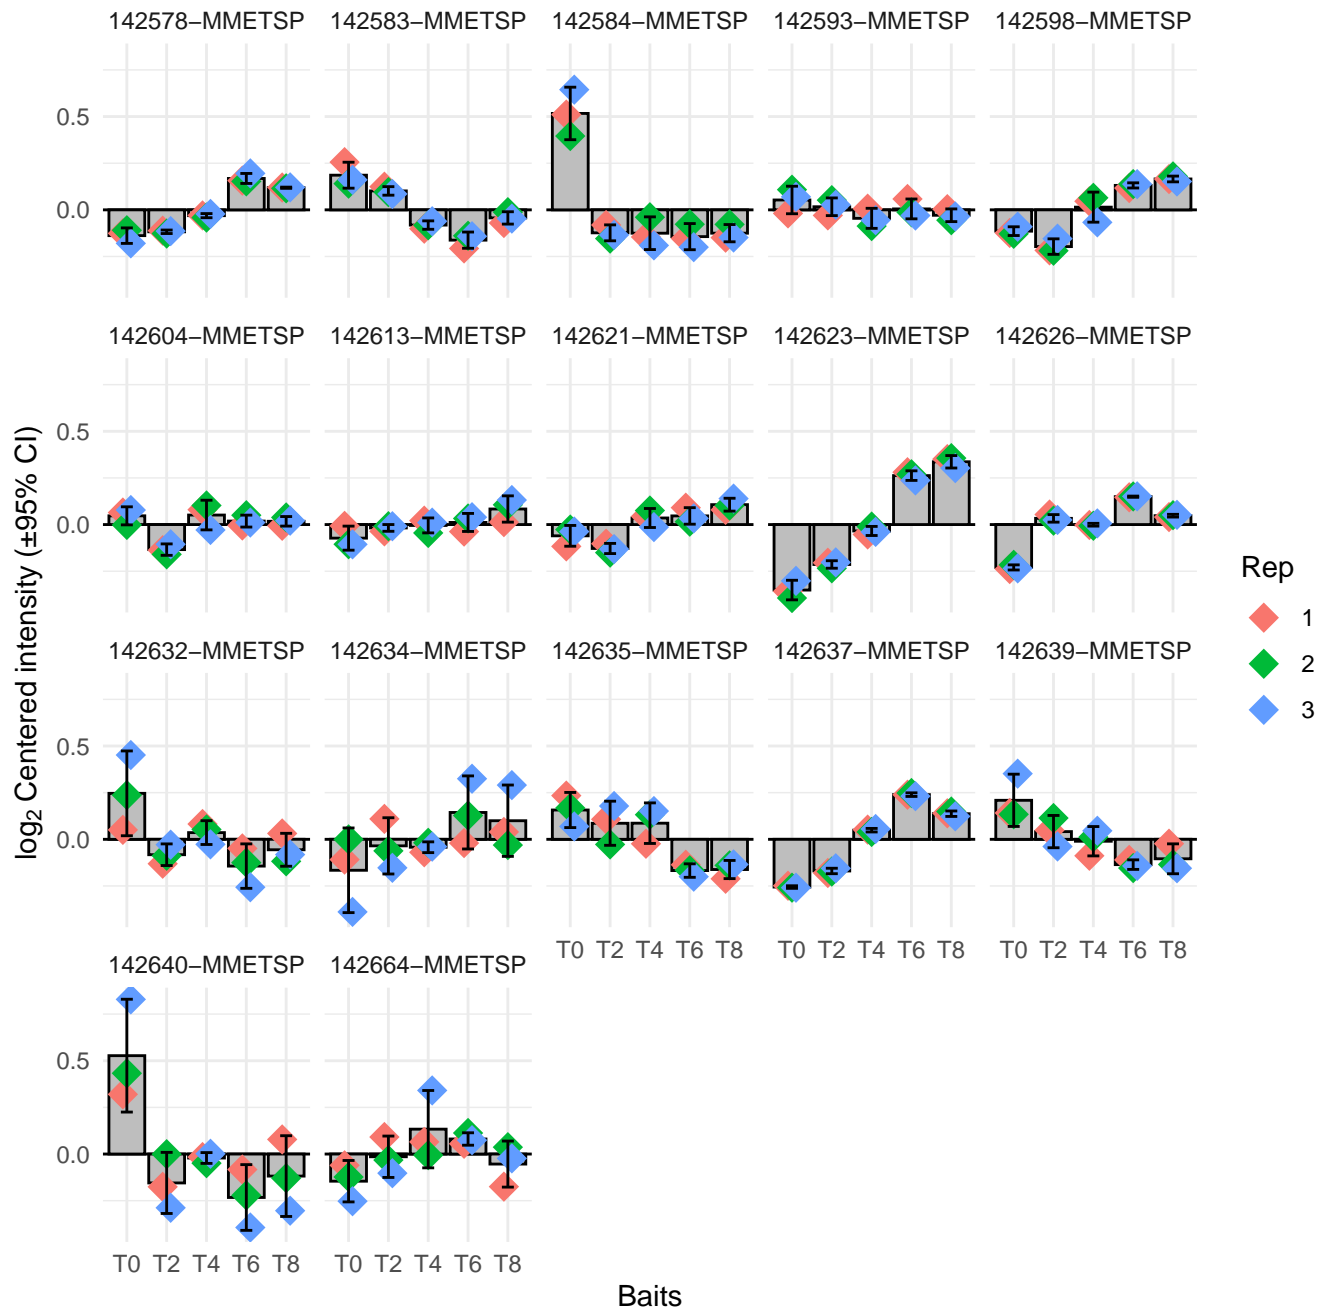 142578−MMETSP 142583−MMETSP 142584−MMETSP 142593−MMETSP 142598−MMETSP
0.5
0.0
142604−MMETSP 142613−MMETSP 142621−MMETSP 142623−MMETSP 142626−MMETSP
0.5
0.0
142632−MMETSP 142634−MMETSP 142635−MMETSP 142637−MMETSP 142639−MMETSP
0.5
0.0
T0 T2 T4 T6 T8 T0 T2 T4 T6 T8 T0 T2 T4 T6 T8
142640−MMETSP 142664−MMETSP
0.5
0.0
T0 T2 T4 T6 T8 T0 T2 T4 T6 T8
Baits
log2 Centered intensity (±95% CI)
Rep
1
2
3